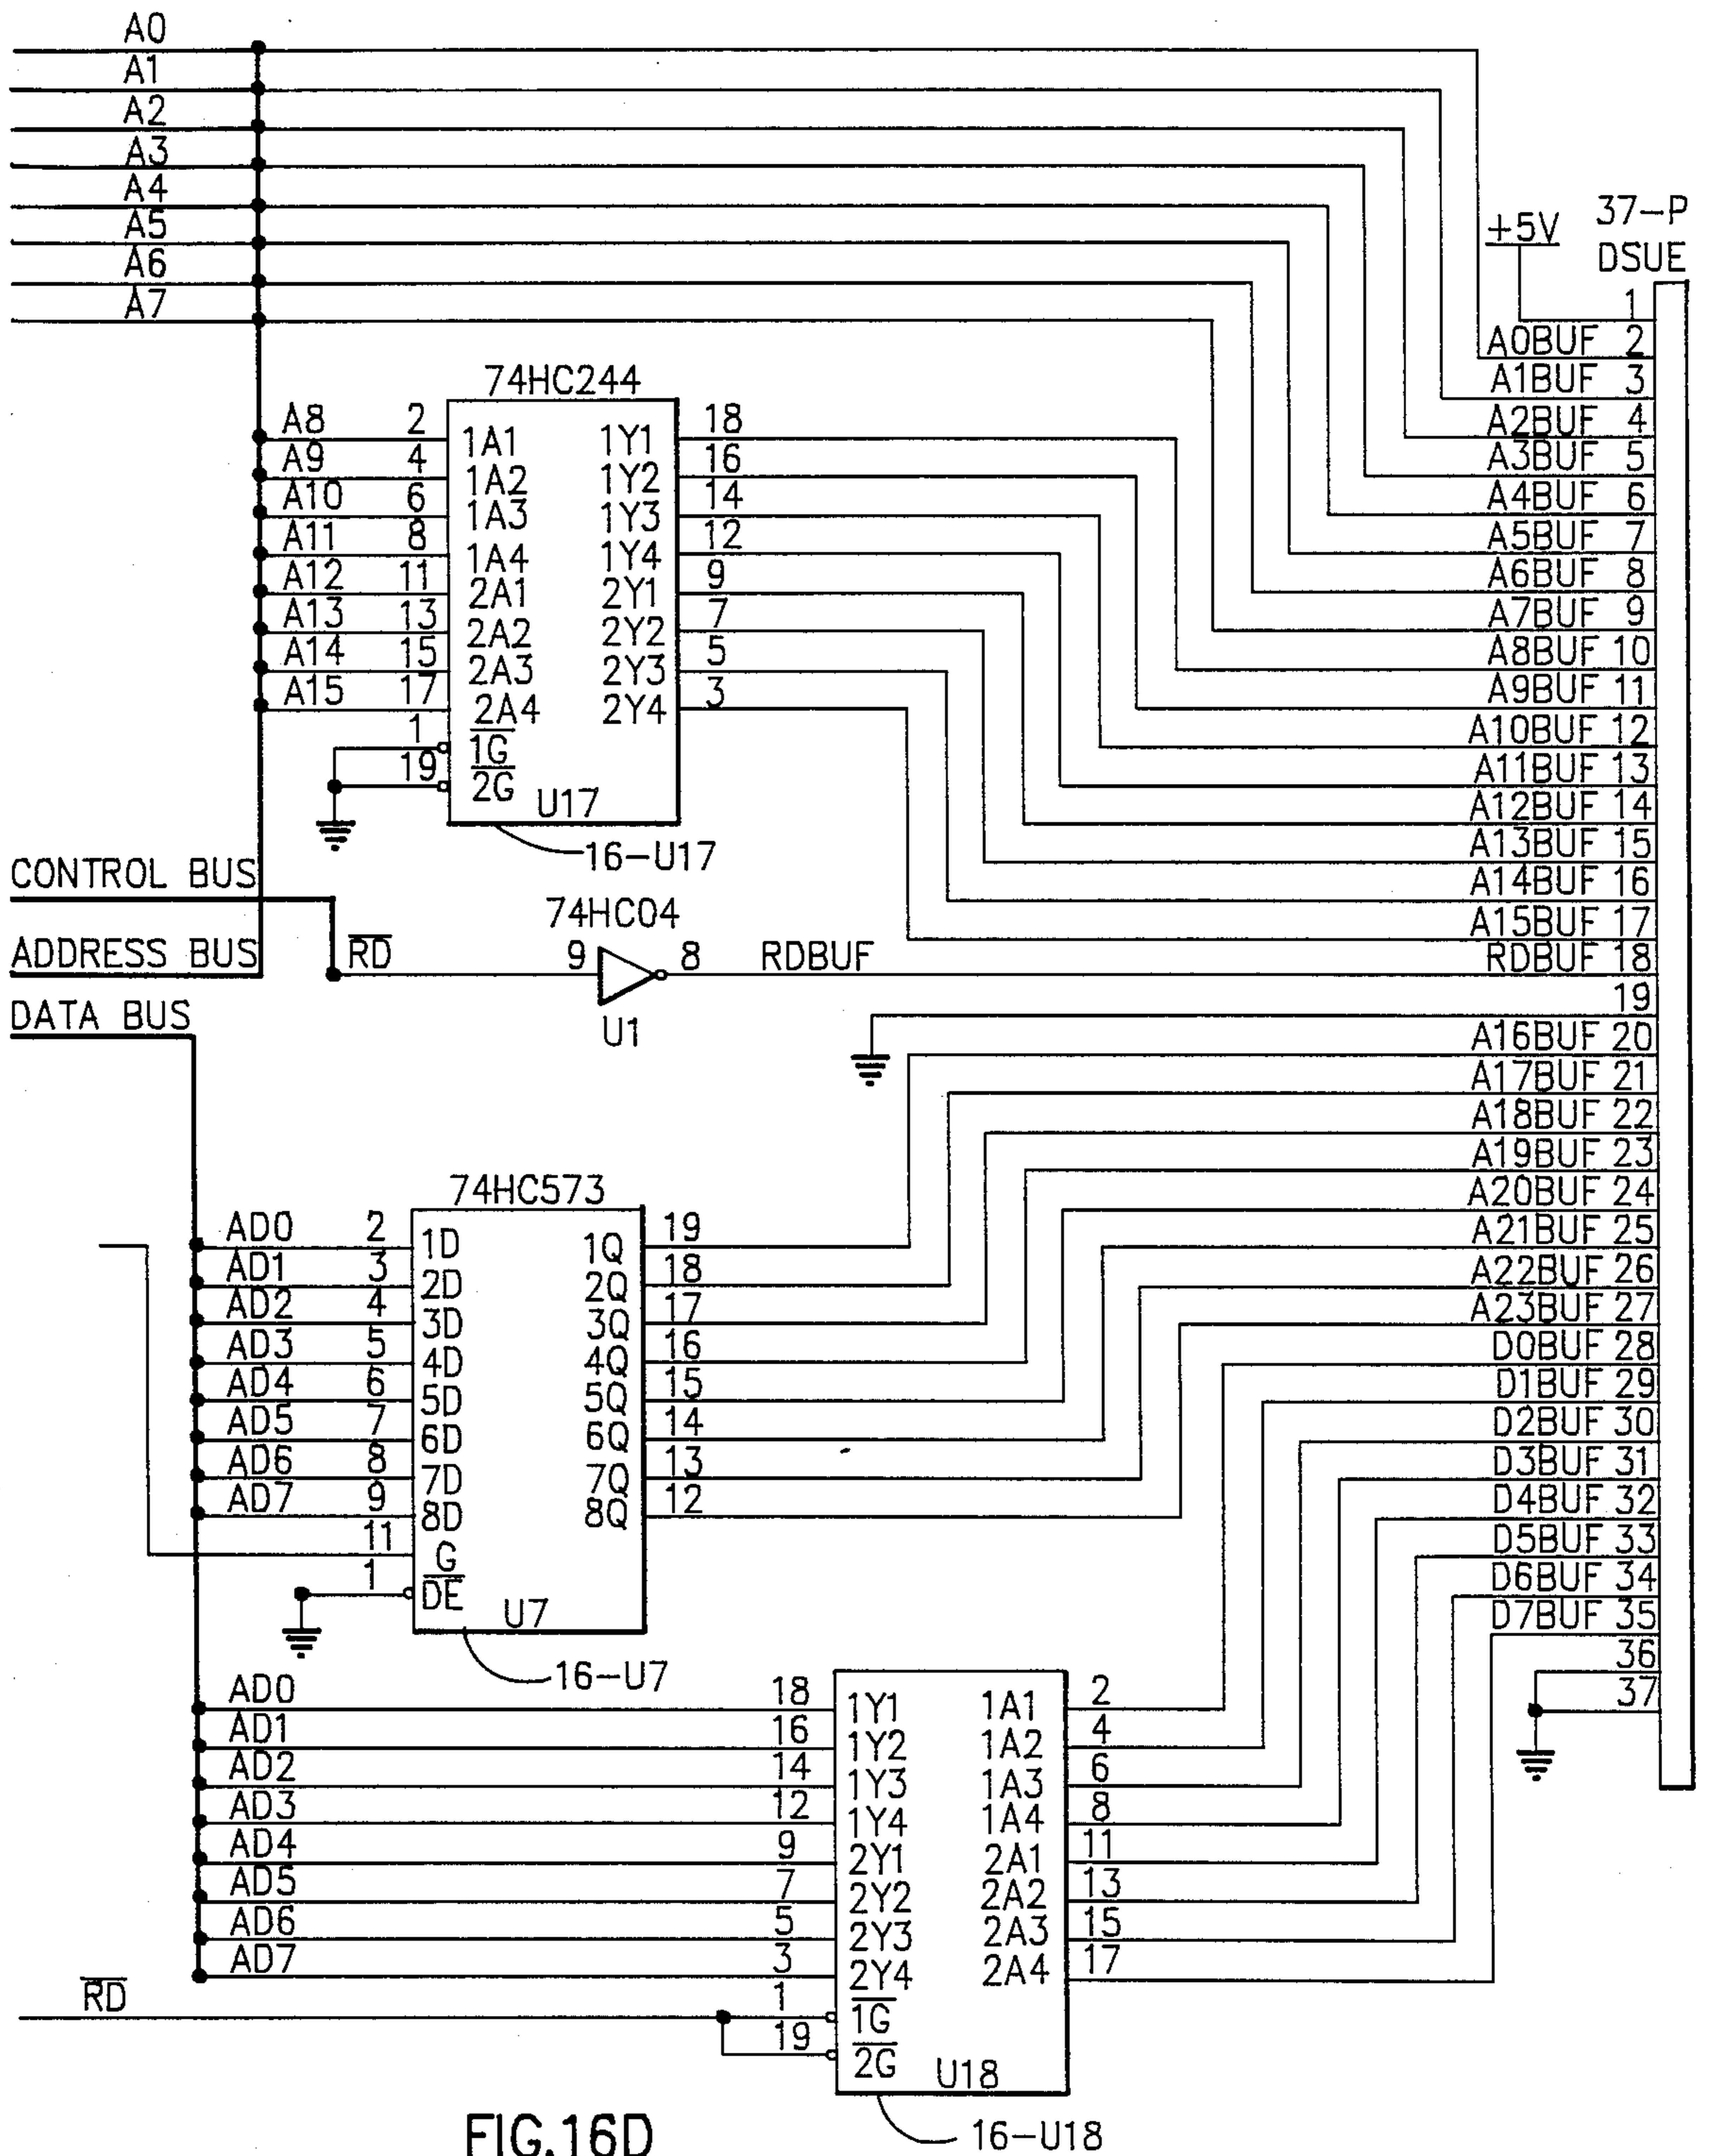 A0
A1
A2
A3
A4
A5
A6
A7
+5V
37-P
DSUE
1
A0BUF 2
A1BUF 3
A2BUF 4
A3BUF 5
A4BUF 6
A5BUF 7
A6BUF 8
A7BUF 9
A8BUF 10
A9BUF 11
A10BUF 12
A11BUF 13
A12BUF 14
A13BUF 15
A14BUF 16
A15BUF 17
RDBUF 18
19
A16BUF 20
A17BUF 21
A18BUF 22
A19BUF 23
A20BUF 24
A21BUF 25
A22BUF 26
A23BUF 27
D0BUF 28
D1BUF 29
D2BUF 30
D3BUF 31
D4BUF 32
D5BUF 33
D6BUF 34
D7BUF 35
36
37
74HC244
A8 2 1A1 1Y1 18
A9 4 1A2 1Y2 16
A10 6 1A3 1Y3 14
A11 8 1A4 1Y4 12
A12 11 2A1 2Y1 9
A13 13 2A2 2Y2 7
A14 15 2A3 2Y3 5
A15 17 2A4 2Y4 3
1 1G
19 2G
U17
16-U17
CONTROL BUS
74HC04
ADDRESS BUS
RD 9 8 RDBUF
U1
DATA BUS
74HC573
AD0 2 1D 1Q 19
AD1 3 2D 2Q 18
AD2 4 3D 3Q 17
AD3 5 4D 4Q 16
AD4 6 5D 5Q 15
AD5 7 6D 6Q 14
AD6 8 7D 7Q 13
AD7 9 8D 8Q 12
11 G
1 DE
U7
16-U7
AD0 18 1Y1 1A1 2
AD1 16 1Y2 1A2 4
AD2 14 1Y3 1A3 6
AD3 12 1Y4 1A4 8
AD4 9 2Y1 2A1 11
AD5 7 2Y2 2A2 13
AD6 5 2Y3 2A3 15
AD7 3 2Y4 2A4 17
RD 1 1G
19 2G
U18
16-U18
FIG.16D